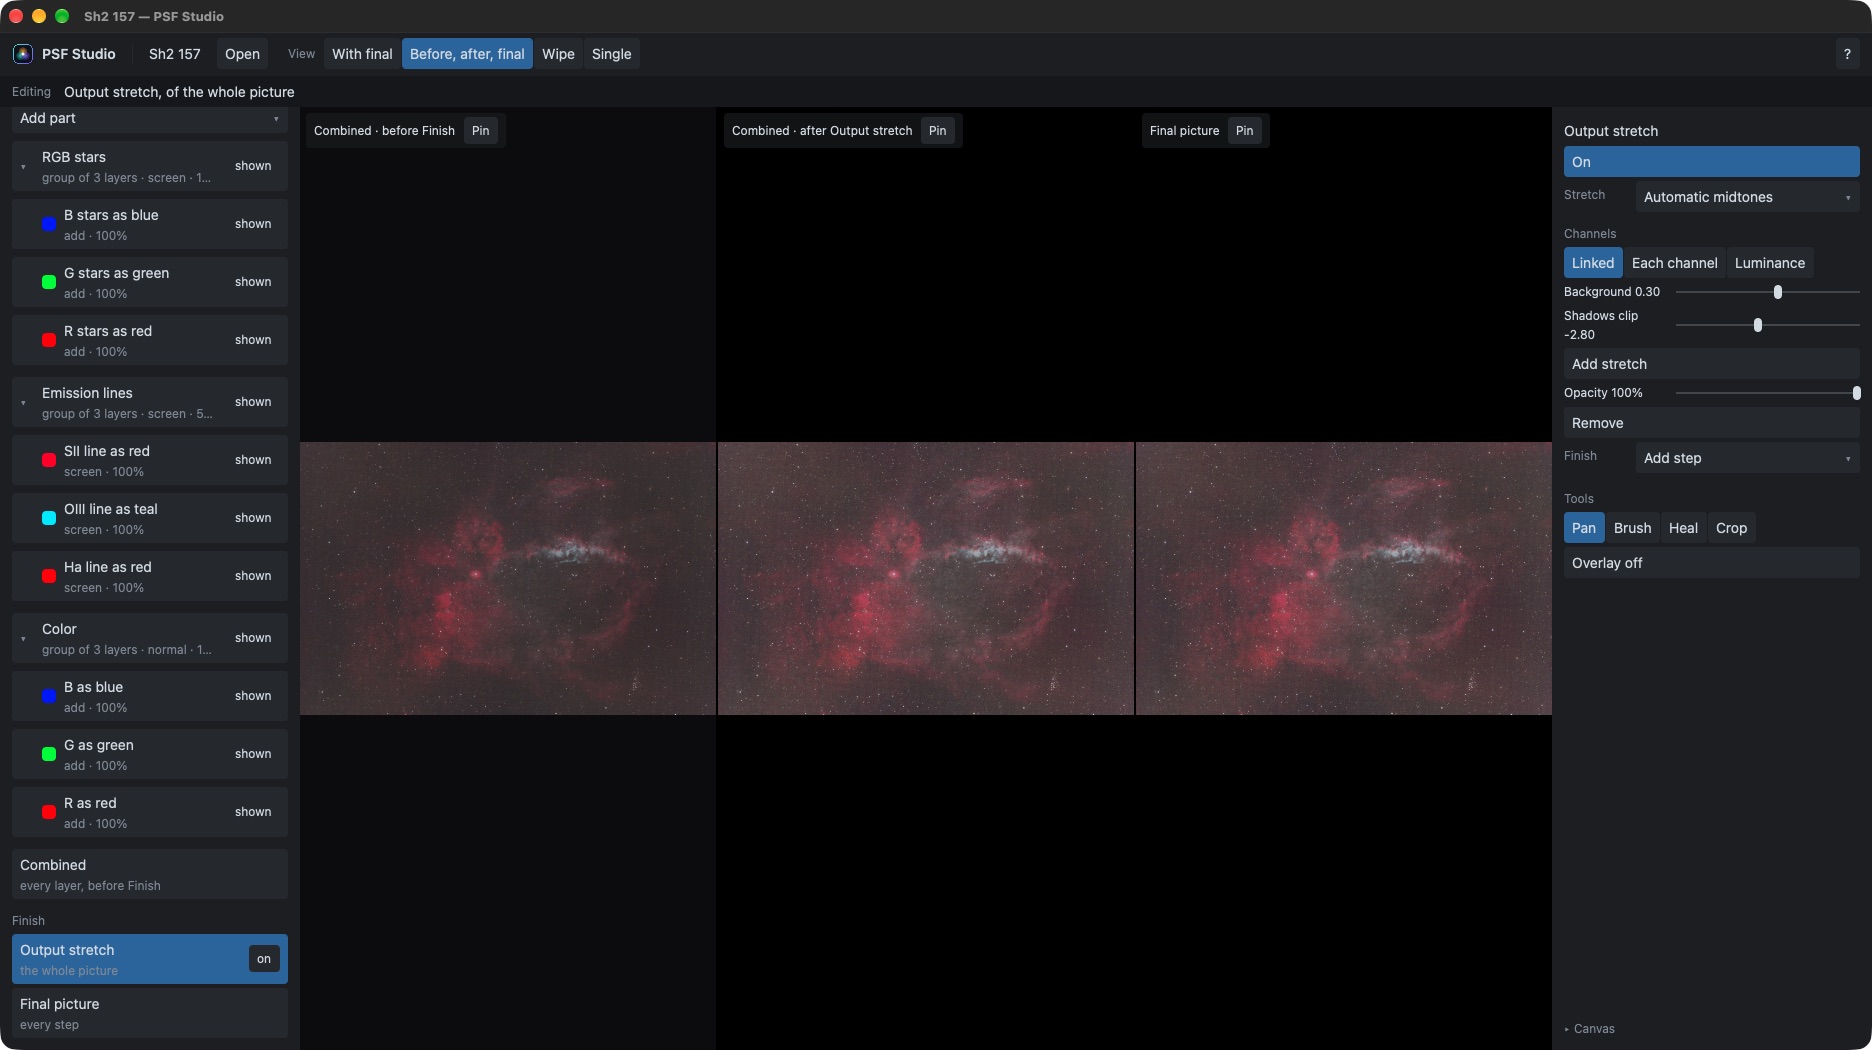 Sh2 157 — PSF Studio
PSF Studio
Sh2 157
Open
View
With final
Before, after, final
Wipe
Single
?
Editing
Output stretch, of the whole picture
Add part
RGB stars
group of 3 layers · screen · 1...
shown
B stars as blue
add · 100%
shown
G stars as green
add · 100%
shown
R stars as red
add · 100%
shown
Emission lines
group of 3 layers · screen · 5...
shown
SII line as red
screen · 100%
shown
OIII line as teal
screen · 100%
shown
Ha line as red
screen · 100%
shown
Color
group of 3 layers · normal · 1...
shown
B as blue
add · 100%
shown
G as green
add · 100%
shown
R as red
add · 100%
shown
Combined
every layer, before Finish
Finish
Output stretch
the whole picture
on
Final picture
every step
Combined · before Finish
Pin
Combined · after Output stretch
Pin
Final picture
Pin
Output stretch
On
Stretch
Automatic midtones
Channels
Linked
Each channel
Luminance
Background 0.30
Shadows clip
-2.80
Add stretch
Opacity 100%
Remove
Finish
Add step
Tools
Pan
Brush
Heal
Crop
Overlay off
Canvas